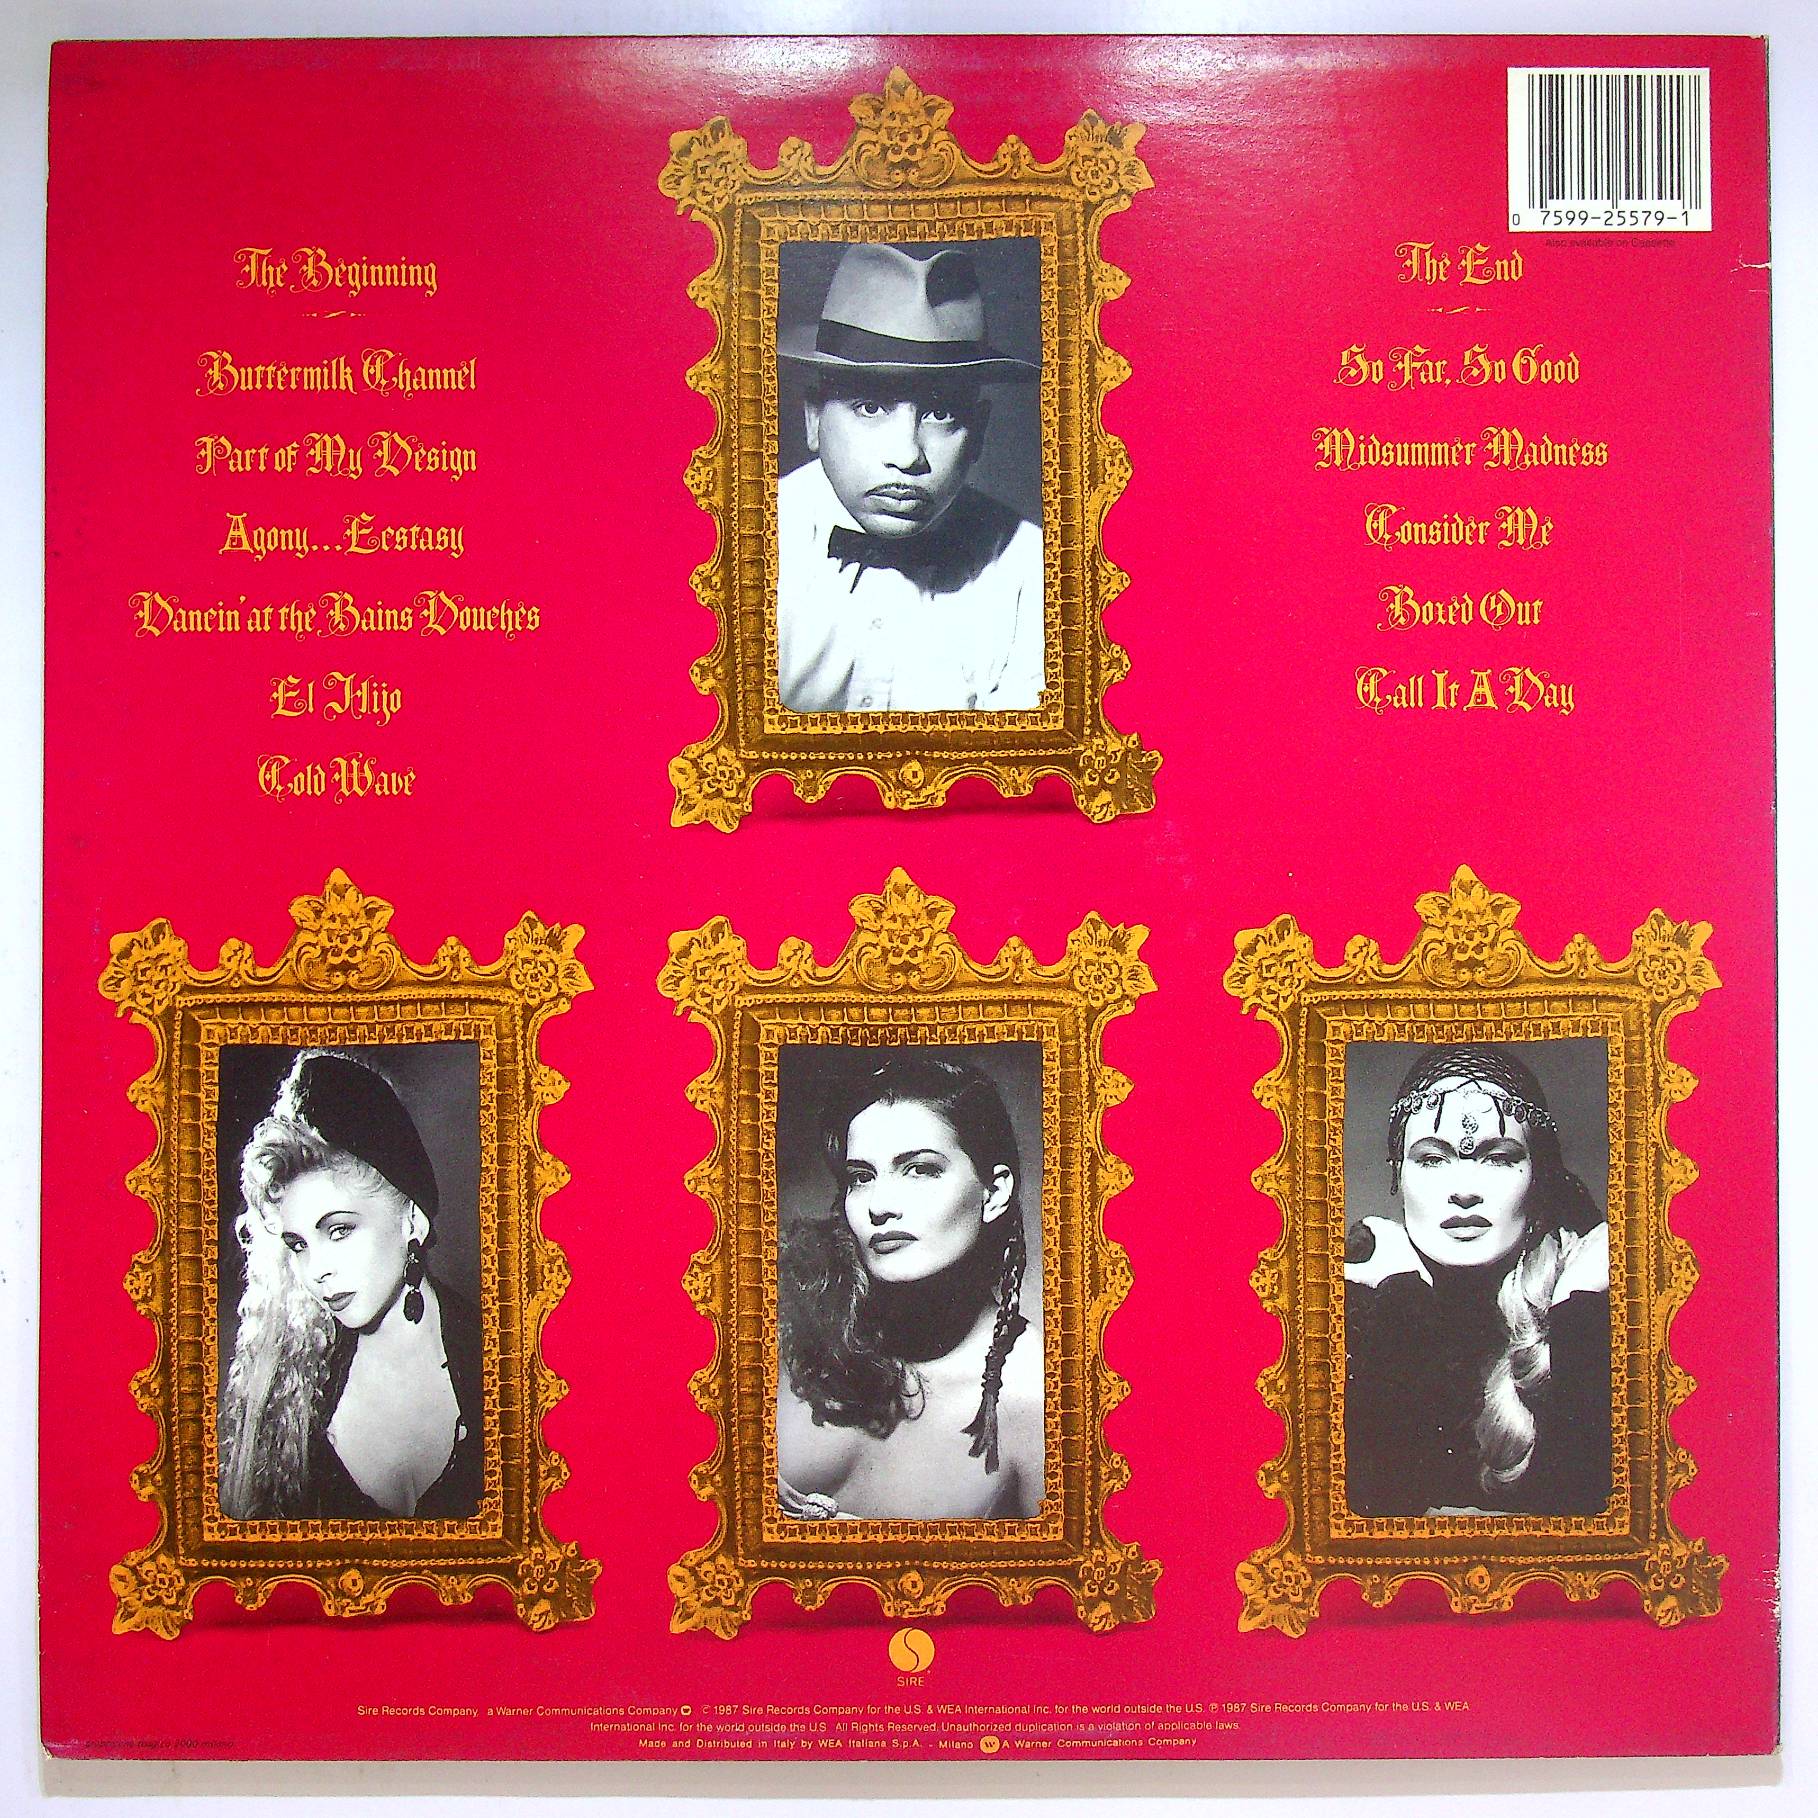 0 7599-25579-1
Also available on Cassette
The Beginning
Buttermilk Channel
Part of My Design
Agony...Ecstasy
Dancin' at the Bains Douches
El Hijo
Cold Wave
The End
So Far, So Good
Midsummer Madness
Consider Me
Boxed Out
Call It A Day
SIRE
Sire Records Company, a Warner Communications Company © 1987 Sire Records Company for the U.S. & WEA International Inc. for the world outside the U.S. ℗ 1987 Sire Records Company for the U.S. & WEA
International Inc. for the world outside the U.S. All Rights Reserved. Unauthorized duplication is a violation of applicable laws.
Made and Distributed in Italy by WEA Italiana S.p.A. - Milano A Warner Communications Company